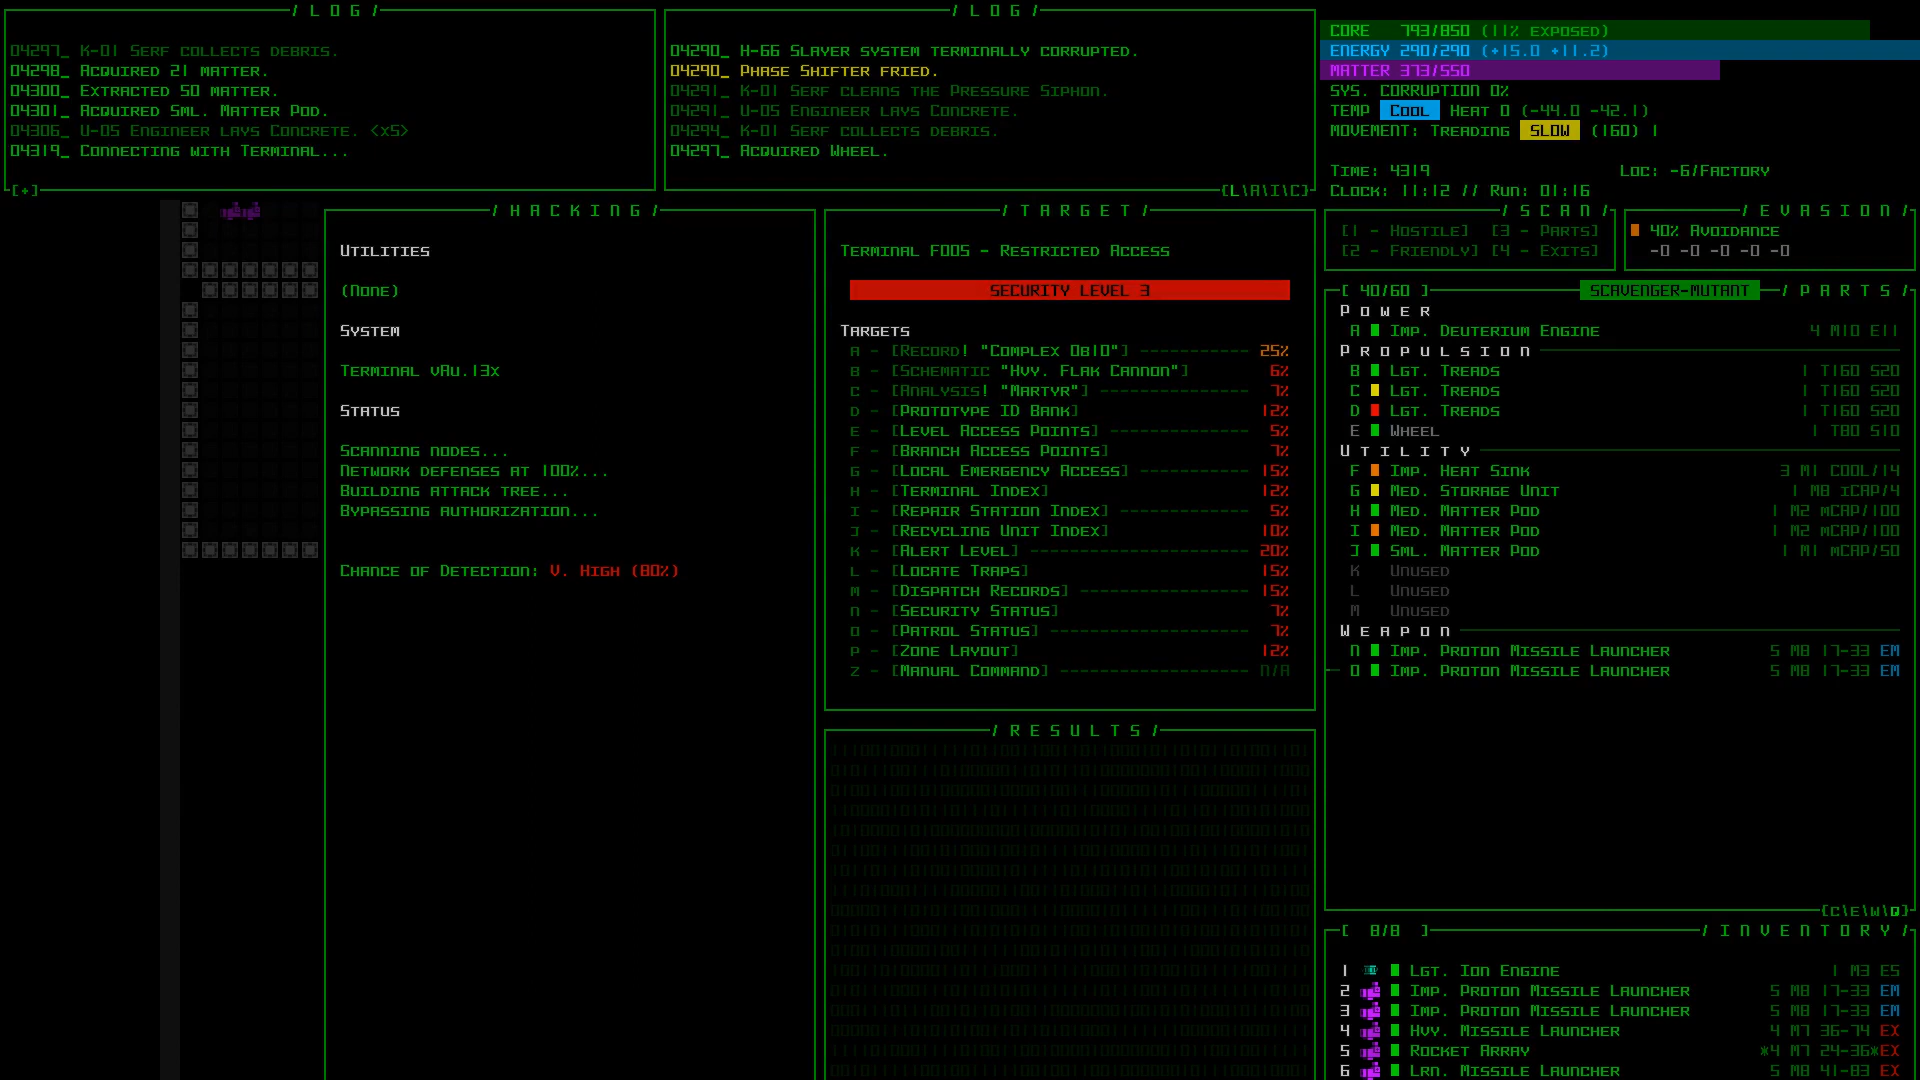 / L O G /
04297_ K-01 Serf collects debris.
04298_ Acquired 21 matter.
04300_ Extracted 50 matter.
04301_ Acquired Sml. Matter Pod.
04306_ U-05 Engineer lays Concrete. <x5>
04319_ Connecting with Terminal...
[+]
/ L O G /
04290_ H-66 Slayer system terminally corrupted.
04290_ Phase Shifter fried.
04291_ K-01 Serf cleans the Pressure Siphon.
04291_ U-05 Engineer lays Concrete.
04294_ K-01 Serf collects debris.
04297_ Acquired Wheel.
[L\A\I\C]
Core 793/850 (11% exposed)
Energy 290/290 (+15.0 +11.2)
Matter 373/550
Sys. Corruption 0%
Temp Cool Heat 0 (-44.0 -42.1)
Movement: Treading SLOW (160) 1
Time: 4319 Loc: -6/Factory
Clock: 11:12 // Run: 01:16
/ S C A N /
[1 - Hostile] [3 - Parts]
[2 - Friendly] [4 - Exits]
/ E V A S I O N /
40% Avoidance
-0 -0 -0 -0 -0
/ H A C K I N G /
Utilities
(None)
System
Terminal vAu.13x
Status
Scanning nodes...
Network defenses at 100%...
Building attack tree...
Bypassing authorization...
Chance of Detection: V. High (80%)
/ T A R G E T /
Terminal F005 - Restricted Access
SECURITY LEVEL 3
Targets
A - [Record! "Complex 0b10"] 25%
B - [Schematic "Hvy. Flak Cannon"] 6%
C - [Analysis! "Martyr"] 7%
D - [Prototype ID Bank] 12%
E - [Level Access Points] 5%
F - [Branch Access Points] 7%
G - [Local Emergency Access] 15%
H - [Terminal Index] 12%
I - [Repair Station Index] 5%
J - [Recycling Unit Index] 10%
K - [Alert Level] 20%
L - [Locate Traps] 15%
M - [Dispatch Records] 15%
N - [Security Status] 7%
O - [Patrol Status] 7%
P - [Zone Layout] 12%
Z - [Manual Command] N/A
/ R E S U L T S /
[ 40/60 ] SCAVENGER-MUTANT / P A R T S /
P o w e r
A Imp. Deuterium Engine 4 M10 E11
P r o p u l s i o n
B Lgt. Treads 1 T160 S20
C Lgt. Treads 1 T160 S20
D Lgt. Treads 1 T160 S20
E Wheel 1 T80 S10
U t i l i t y
F Imp. Heat Sink 3 M1 COOL/14
G Med. Storage Unit 1 M8 iCAP/4
H Med. Matter Pod 1 M2 mCAP/100
I Med. Matter Pod 1 M2 mCAP/100
J Sml. Matter Pod 1 M1 mCAP/50
K Unused
L Unused
M Unused
W e a p o n
N Imp. Proton Missile Launcher 5 M8 17-33 EM
O Imp. Proton Missile Launcher 5 M8 17-33 EM
[C\E\W\Q]
[ 8/8 ] / I N V E N T O R Y /
1 Lgt. Ion Engine 1 M3 E5
2 Imp. Proton Missile Launcher 5 M8 17-33 EM
3 Imp. Proton Missile Launcher 5 M8 17-33 EM
4 Hvy. Missile Launcher 4 M7 36-74 EX
5 Rocket Array *4 M7 24-36*EX
6 Lrn. Missile Launcher 5 M8 41-83 EX